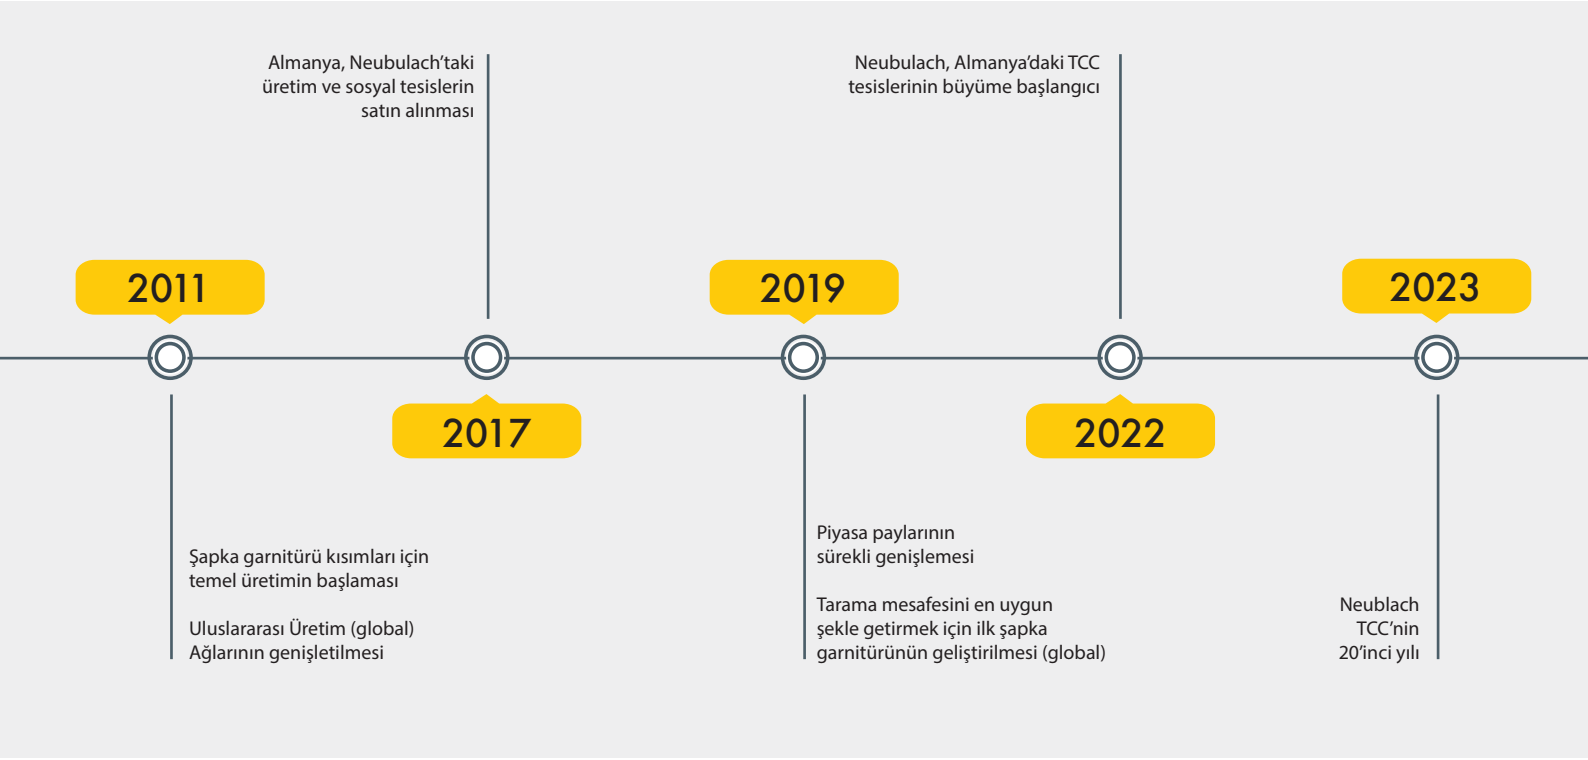 2011
Şapka garnitürü kısımları için
temel üretimin başlaması
Uluslararası Üretim (global)
Ağlarının genişletilmesi
Almanya, Neubulach’taki
üretim ve sosyal tesislerin
satın alınması
2017
2019
Piyasa paylarının
sürekli genişlemesi
Tarama mesafesini en uygun
şekle getirmek için ilk şapka
garnitürünün geliştirilmesi (global)
Neubulach, Almanya’daki TCC
tesislerinin büyüme başlangıcı
2022
2023
Neublach
TCC’nin
20’inci yılı